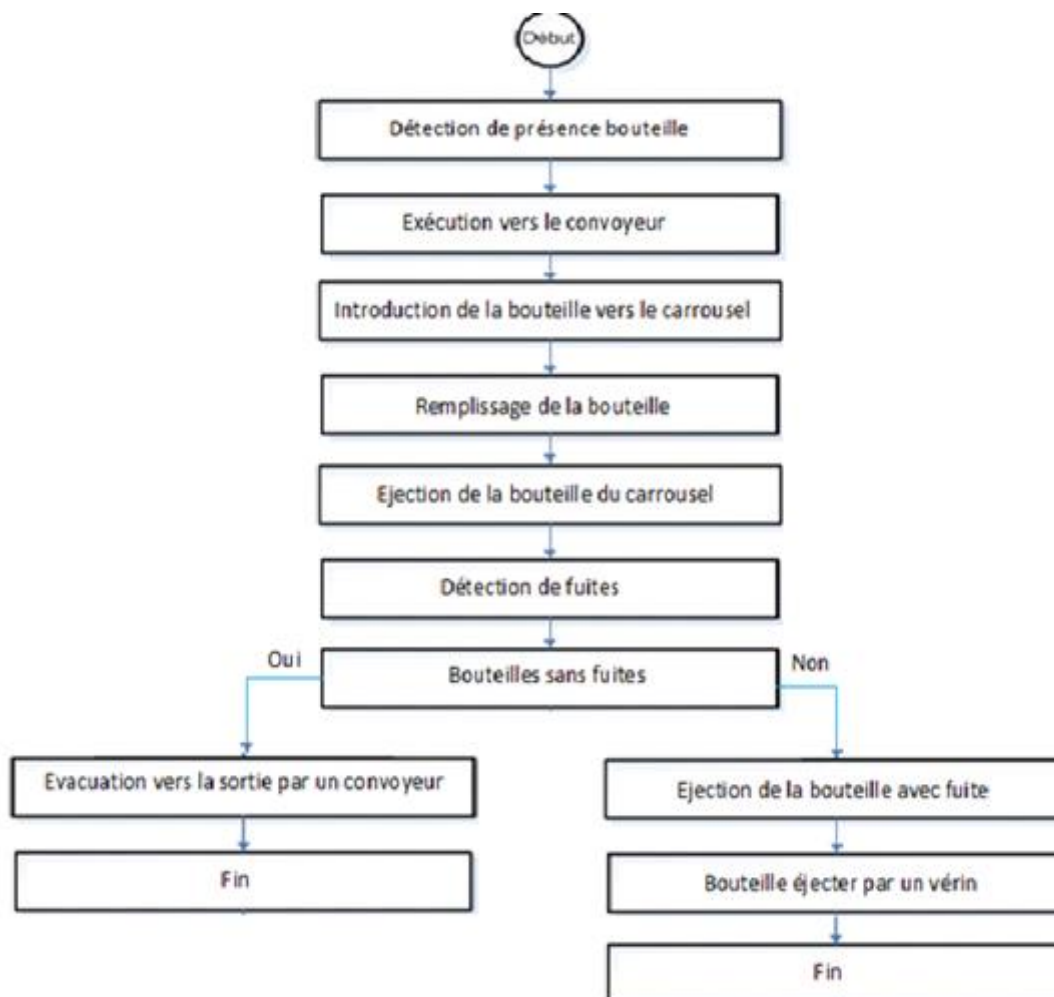 Début
Détection de présence bouteille
Exécution vers le convoyeur
Introduction de la bouteille vers le carrousel
Remplissage de la bouteille
Ejection de la bouteille du carrousel
Détection de fuites
Oui
Bouteilles sans fuites
Non
Evacuation vers la sortie par un convoyeur
Ejection de la bouteille avec fuite
Fin
Bouteille éjecter par un vérin
Fin